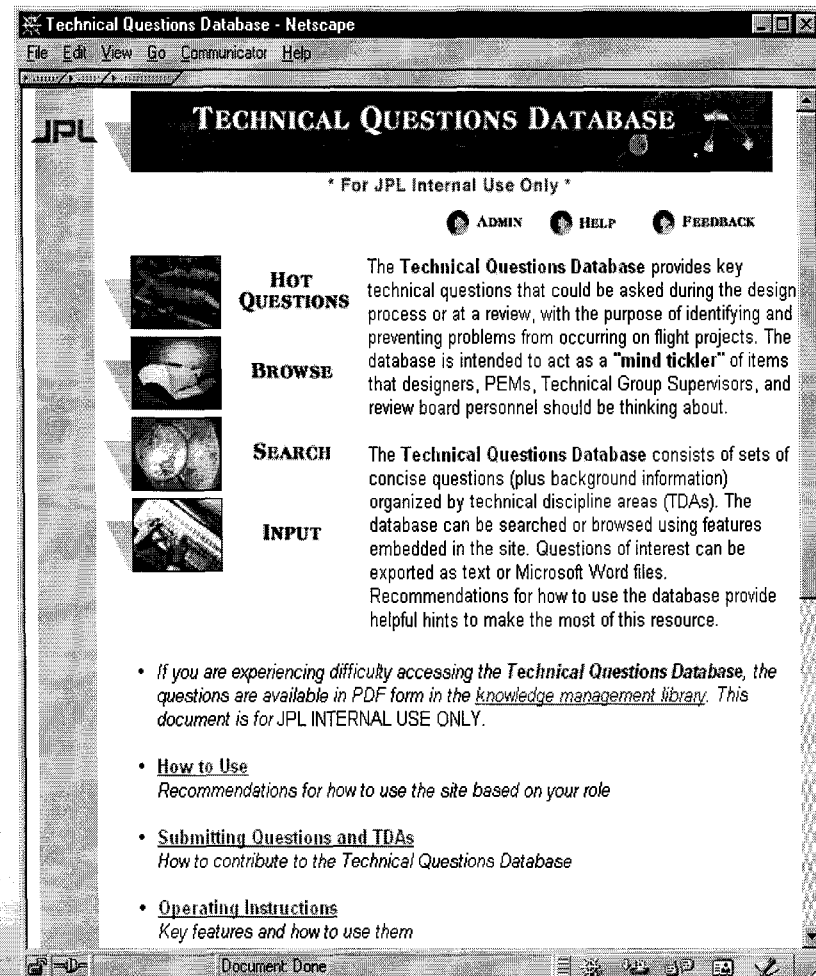 Technical Questions Database - Netscape
File Edit View Go Communicator Help
JPL
TECHNICAL QUESTIONS DATABASE
* For JPL Internal Use Only *
ADMIN HELP FEEDBACK
HOT
QUESTIONS
BROWSE
SEARCH
INPUT
The Technical Questions Database provides key
technical questions that could be asked during the design
process or at a review, with the purpose of identifying and
preventing problems from occurring on flight projects. The
database is intended to act as a "mind tickler" of items
that designers, PEMs, Technical Group Supervisors, and
review board personnel should be thinking about.
The Technical Questions Database consists of sets of
concise questions (plus background information)
organized by technical discipline areas (TDAs). The
database can be searched or browsed using features
embedded in the site. Questions of interest can be
exported as text or Microsoft Word files.
Recommendations for how to use the database provide
helpful hints to make the most of this resource.
• If you are experiencing difficulty accessing the Technical Questions Database, the
questions are available in PDF form in the knowledge management library. This
document is for JPL INTERNAL USE ONLY.
• How to Use
Recommendations for how to use the site based on your role
• Submitting Questions and TDAs
How to contribute to the Technical Questions Database
• Operating Instructions
Key features and how to use them
Document: Done